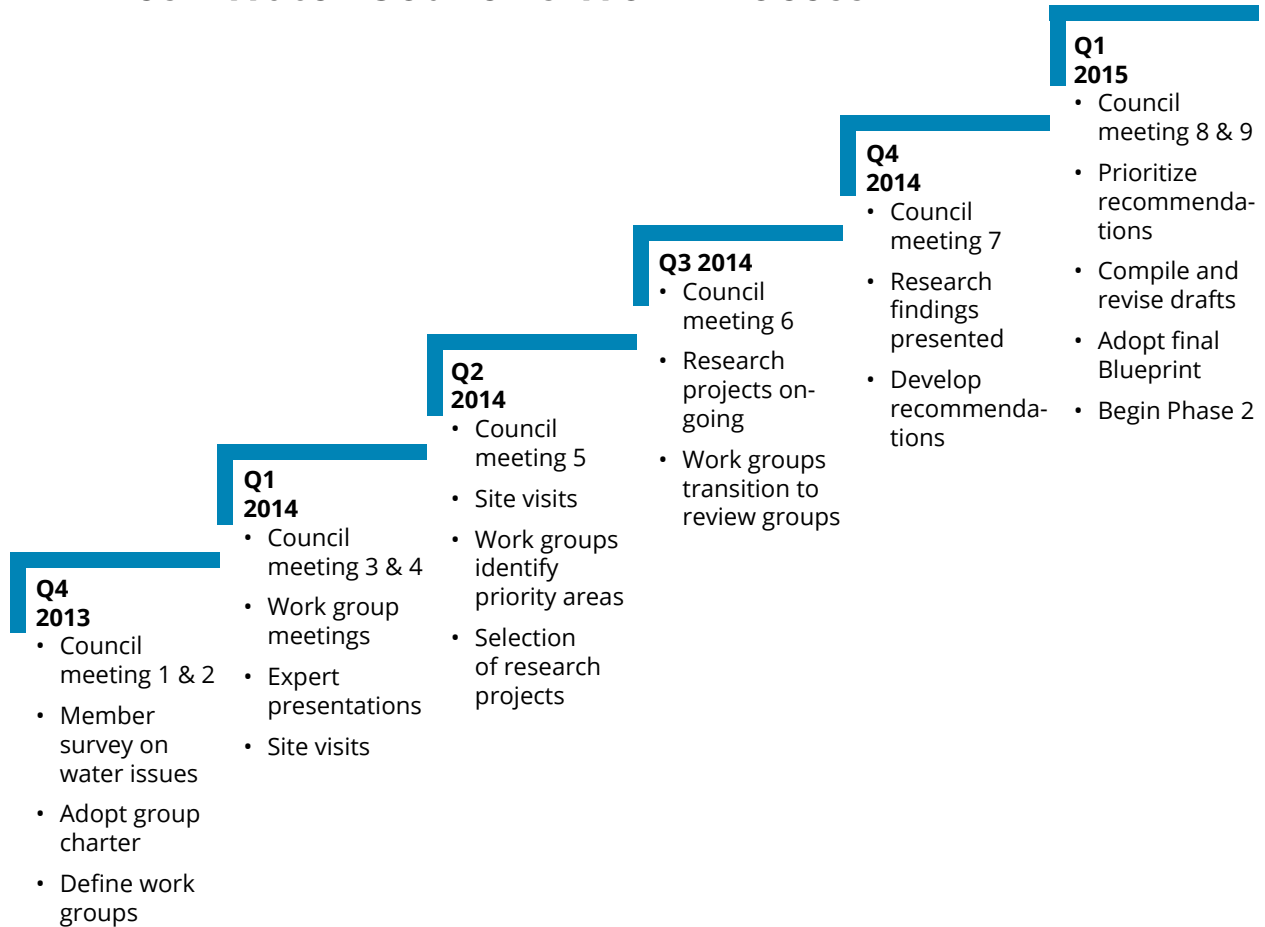 Q4
2013
• Council
meeting 1 & 2
• Member
survey on
water issues
• Adopt group
charter
• Define work
groups
Q1
2014
• Council
meeting 3 & 4
• Work group
meetings
• Expert
presentations
• Site visits
Q2
2014
• Council
meeting 5
• Site visits
• Work groups
identify
priority areas
• Selection
of research
projects
Q3 2014
• Council
meeting 6
• Research
projects on-
going
• Work groups
transition to
review groups
Q4
2014
• Council
meeting 7
• Research
findings
presented
• Develop
recommenda-
tions
Q1
2015
• Council
meeting 8 & 9
• Prioritize
recommenda-
tions
• Compile and
revise drafts
• Adopt final
Blueprint
• Begin Phase 2